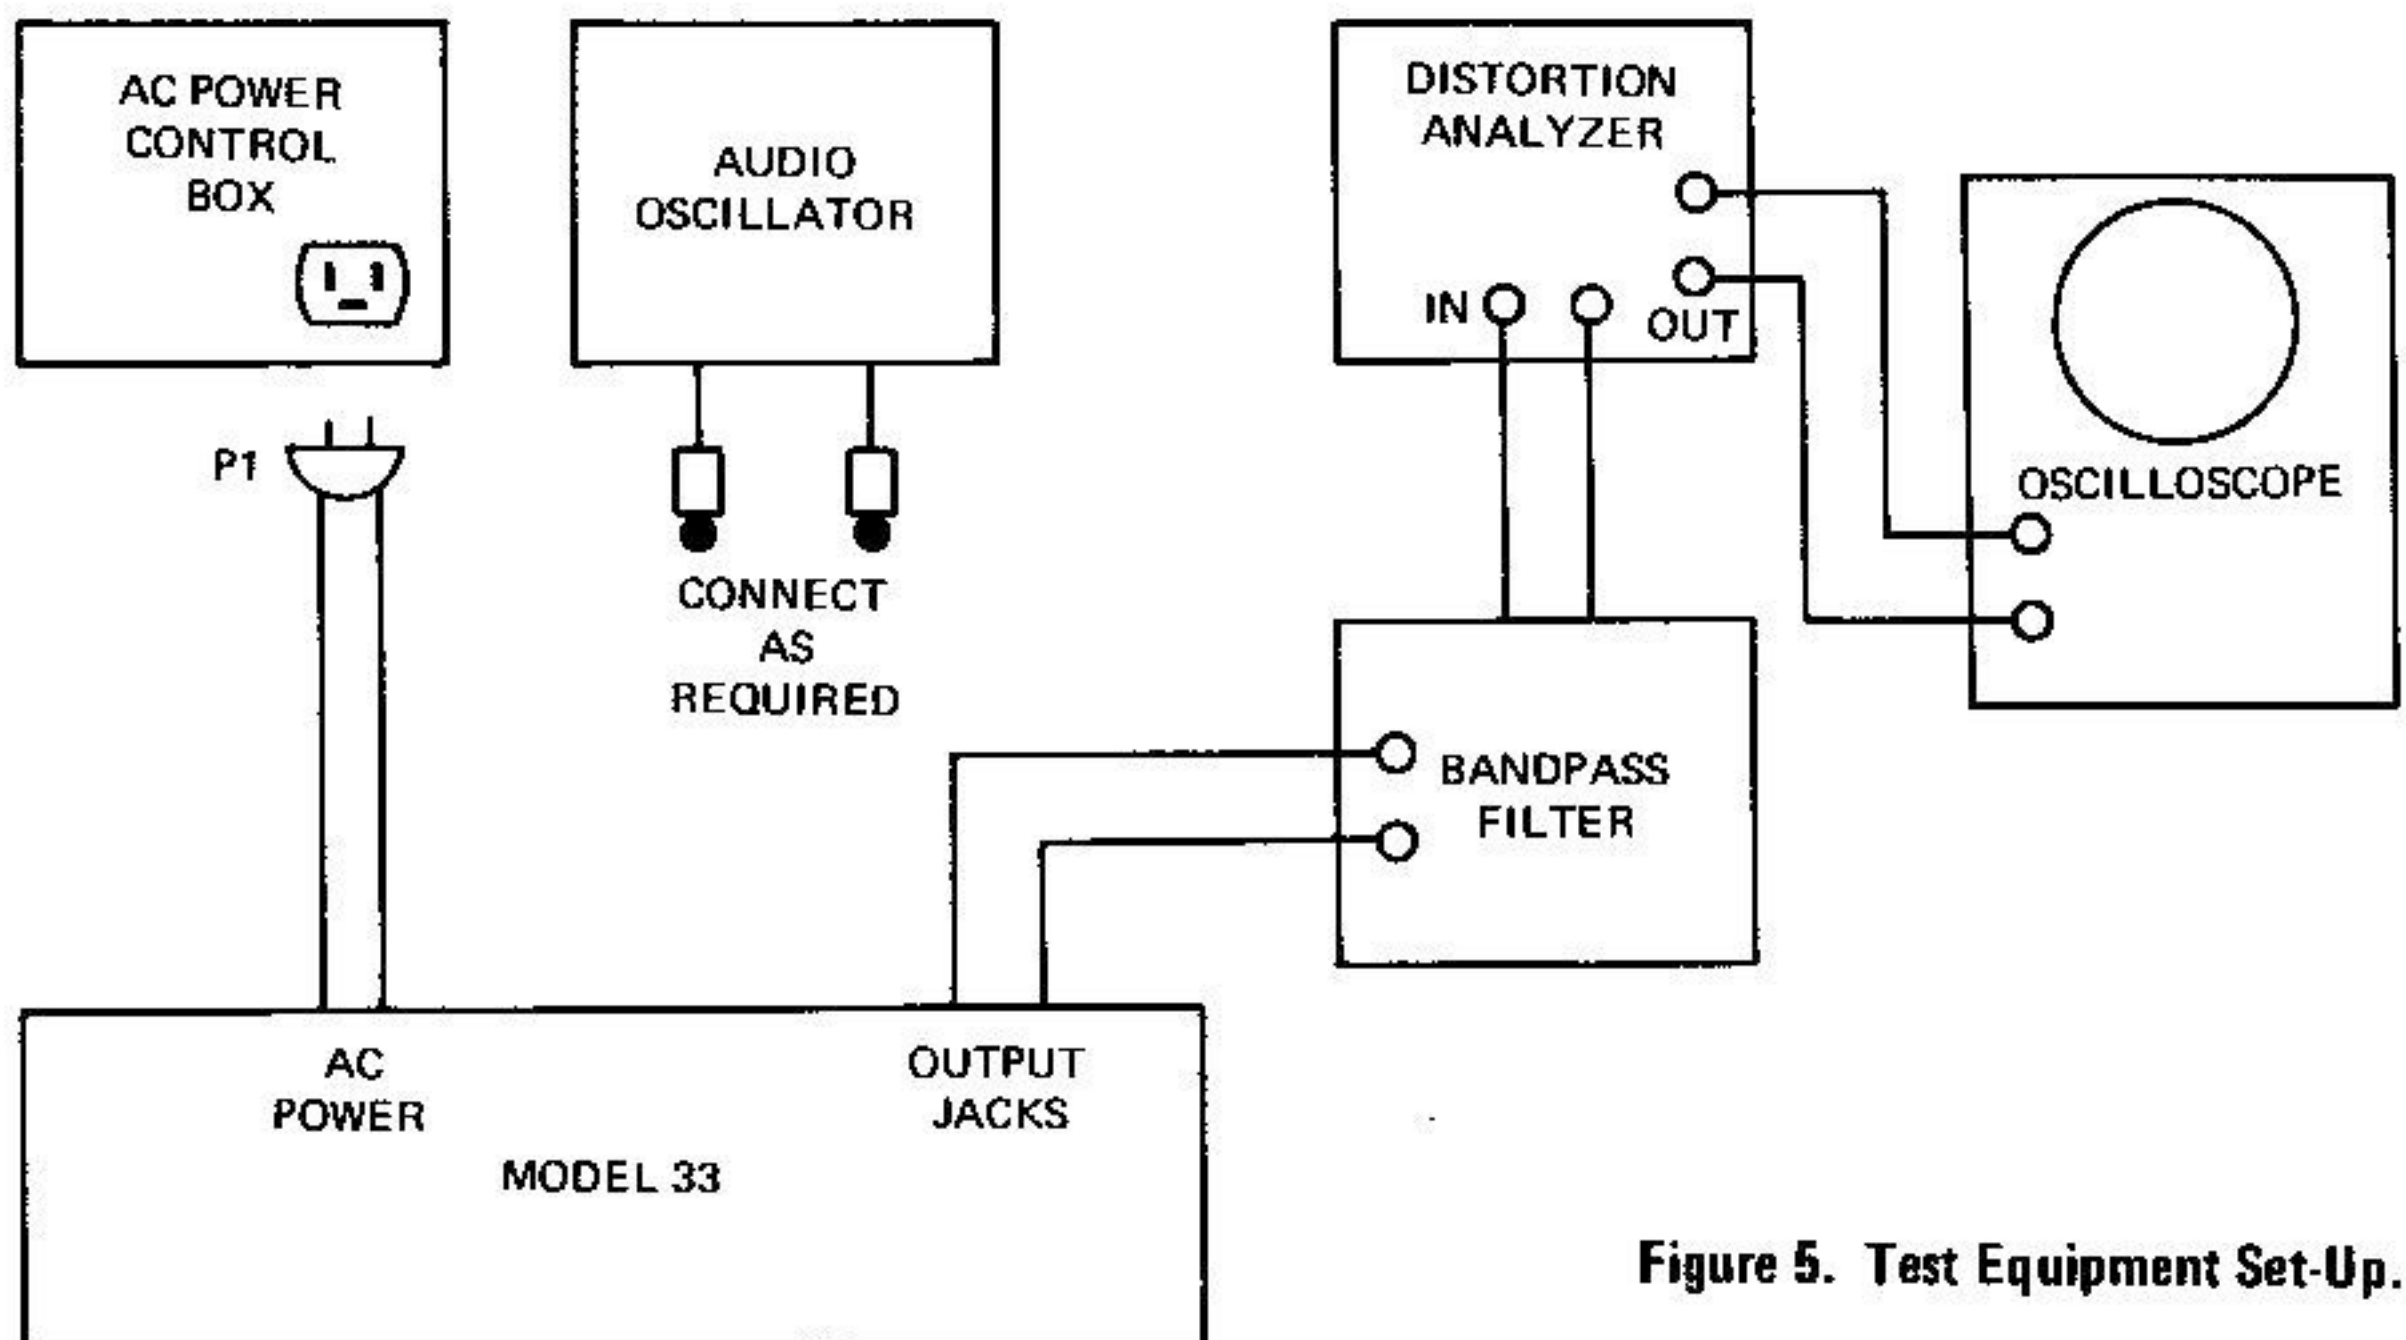 AC POWER
CONTROL
BOX
AUDIO
OSCILLATOR
DISTORTION
ANALYZER
IN
OUT
OSCILLOSCOPE
P1
CONNECT
AS
REQUIRED
BANDPASS
FILTER
AC
POWER
OUTPUT
JACKS
MODEL 33
Figure 5. Test Equipment Set-Up.